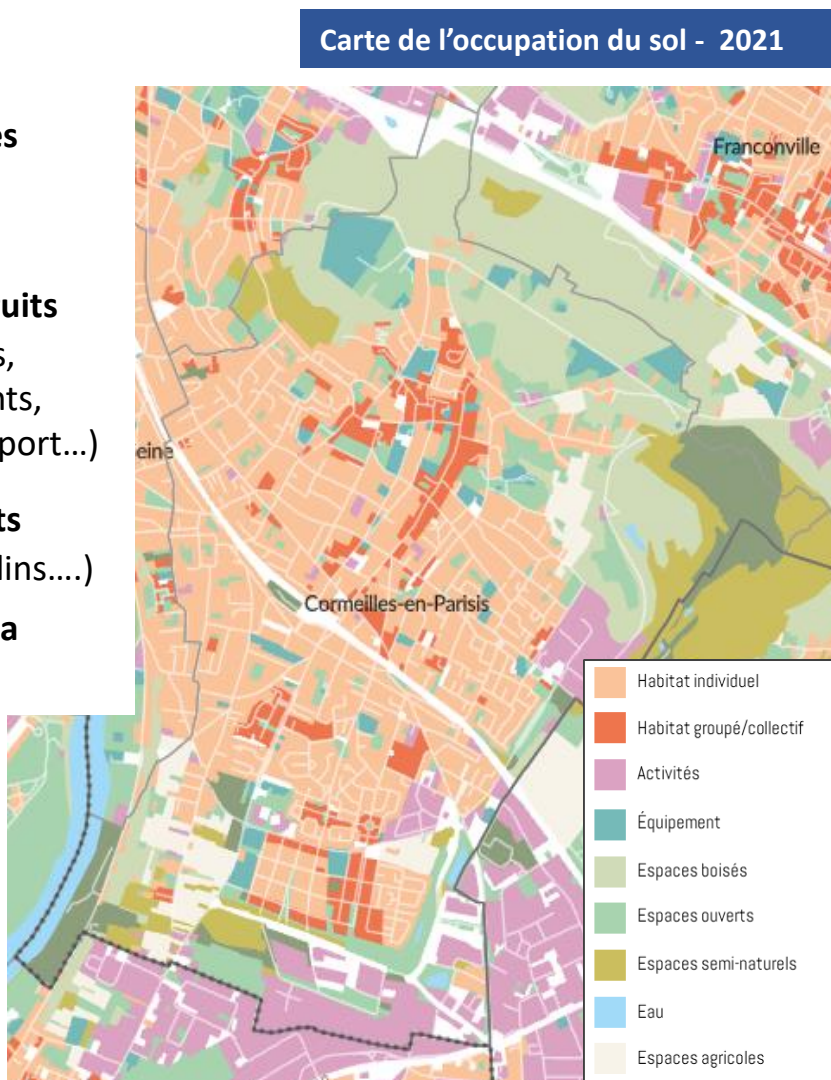 Carte de l’occupation du sol - 2021
es
uits
s,
nts,
port…)
ts
dins….)
a
Franconville
eine
Cormeilles-en-Parisis
Habitat individuel
Habitat groupé/collectif
Activités
Équipement
Espaces boisés
Espaces ouverts
Espaces semi-naturels
Eau
Espaces agricoles